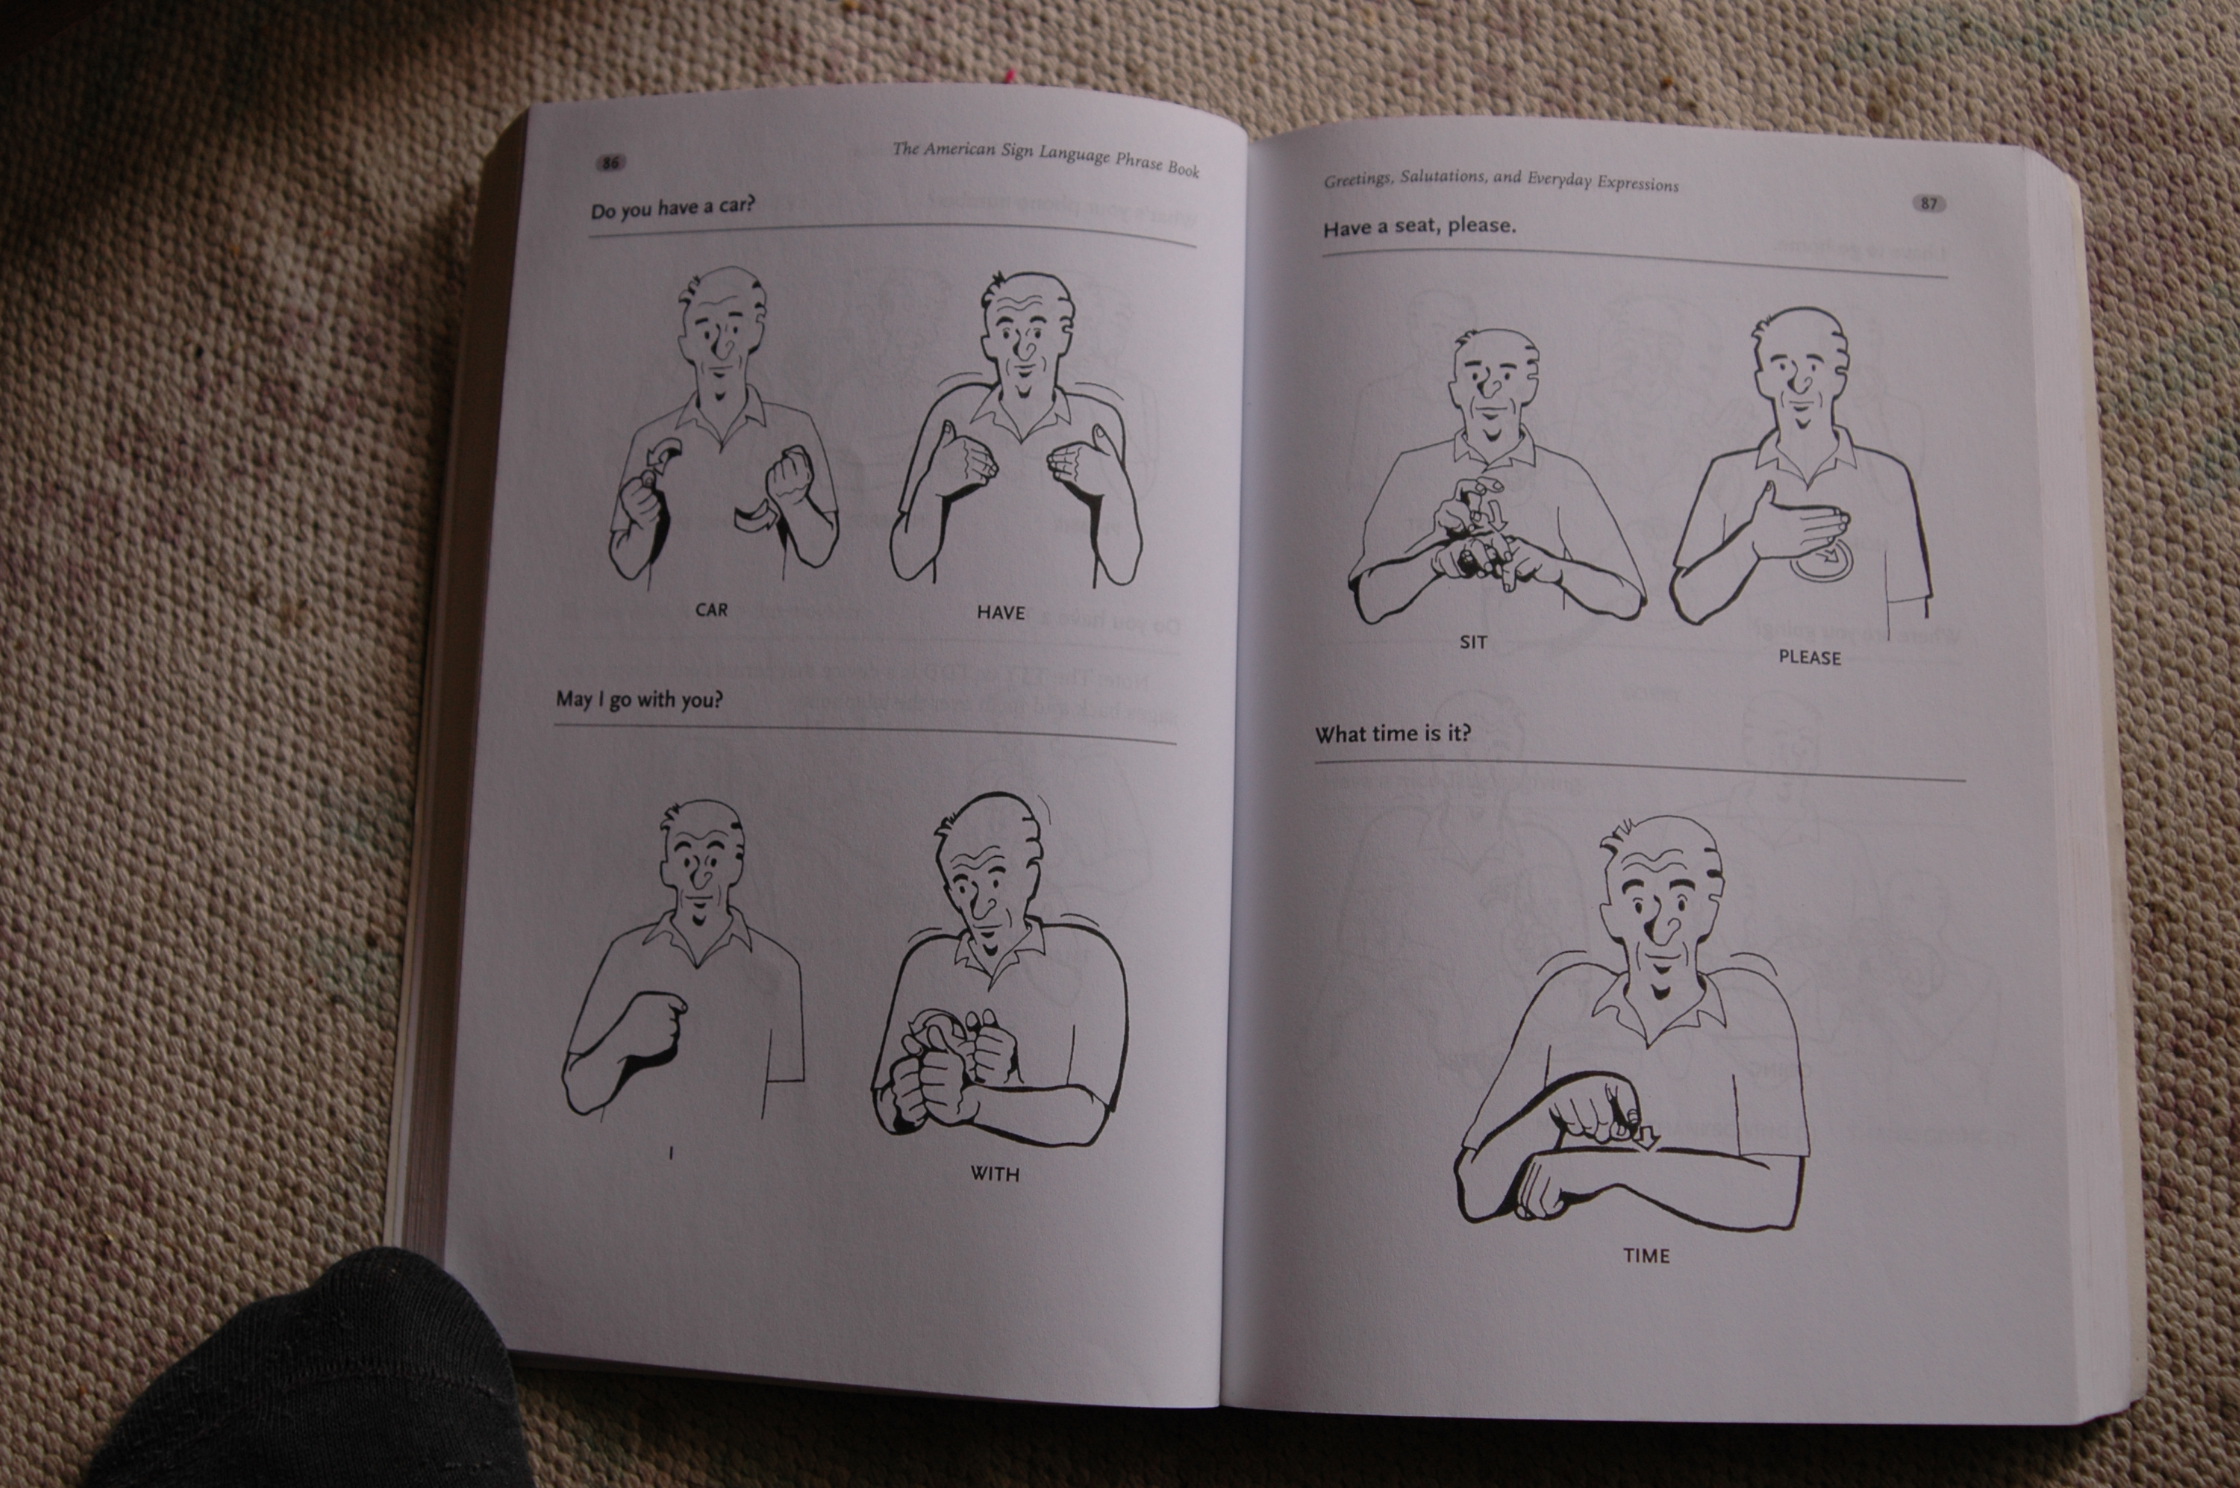 86
The American Sign Language Phrase Book
Do you have a car?
CAR
HAVE
May I go with you?
I
WITH
Greetings, Salutations, and Everyday Expressions
87
Have a seat, please.
SIT
PLEASE
What time is it?
TIME